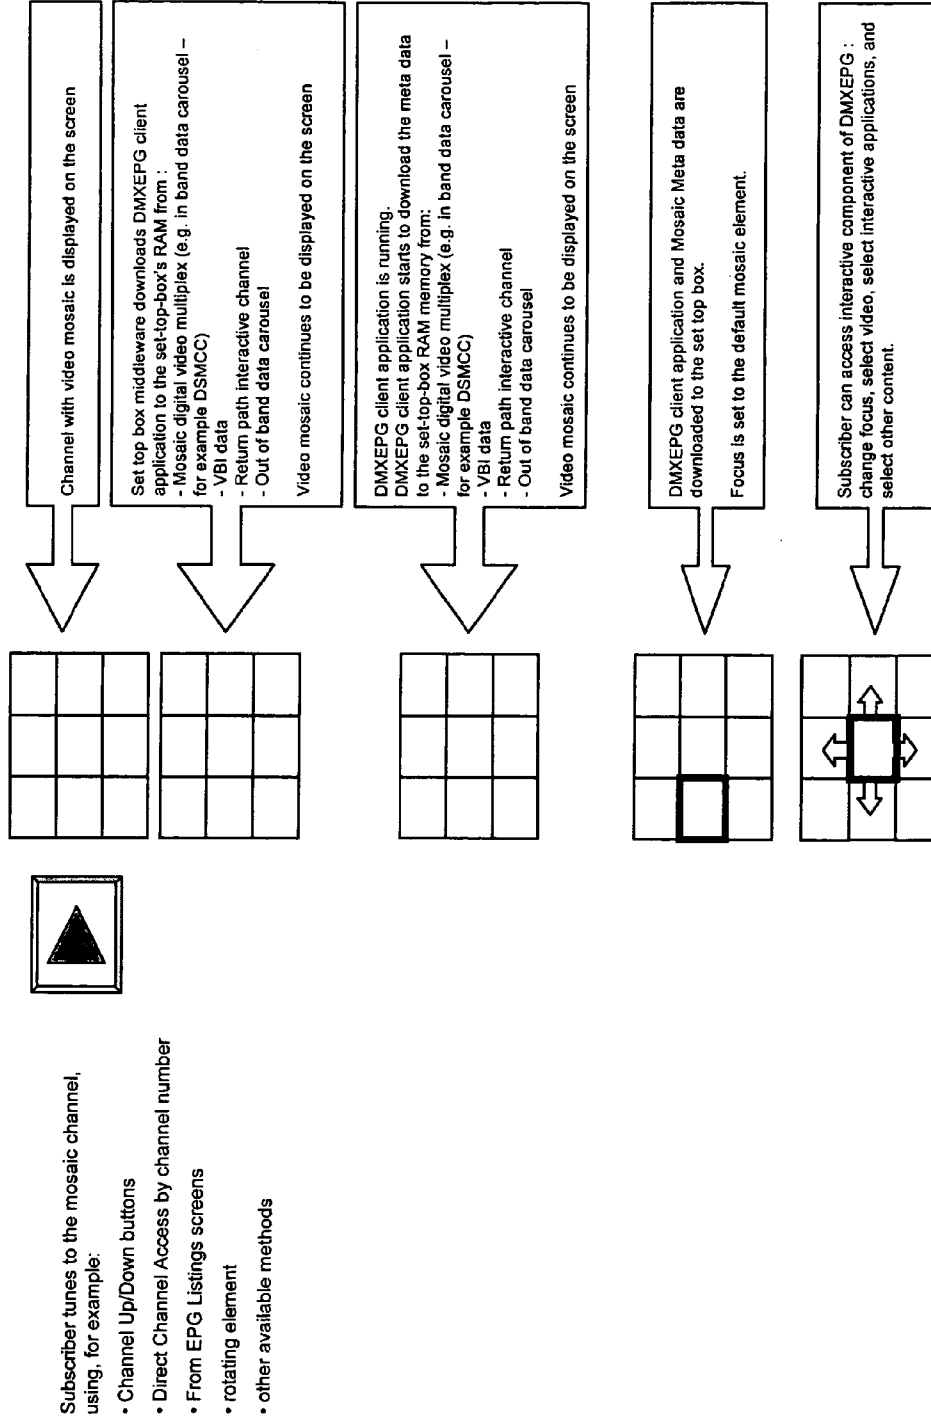 Subscriber tunes to the mosaic channel,
using, for example:
• Channel Up/Down buttons
• Direct Channel Access by channel number
• From EPG Listings screens
• rotating element
• other available methods
Channel with video mosaic is displayed on the screen
Set top box middleware downloads DMXEPG client
application to the set-top-box's RAM from :
- Mosaic digital video multiplex (e.g. in band data carousel –
for example DSMCC)
- VBI data
- Return path interactive channel
- Out of band data carousel
Video mosaic continues to be displayed on the screen
DMXEPG client application is running.
DMXEPG client application starts to download the meta data
to the set-top-box RAM memory from:
- Mosaic digital video multiplex (e.g. in band data carousel –
for example DSMCC)
- VBI data
- Return path interactive channel
- Out of band data carousel
Video mosaic continues to be displayed on the screen
DMXEPG client application and Mosaic Meta data are
downloaded to the set top box.
Focus is set to the default mosaic element.
Subscriber can access interactive component of DMXEPG :
change focus, select video, select interactive applications, and
select other content.